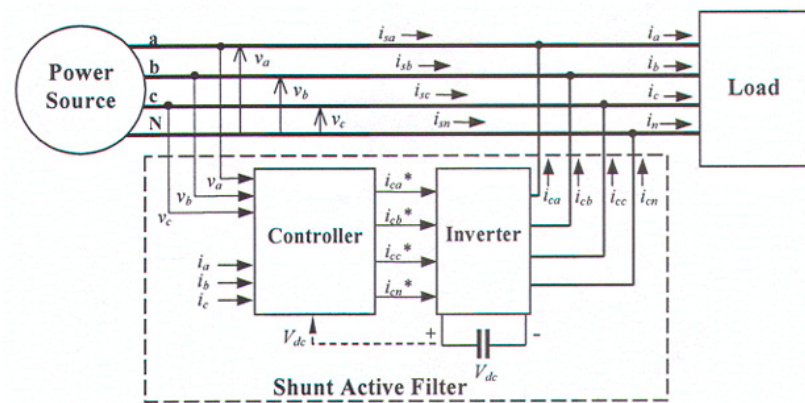 a
i_sa
i_a
Power
Source
b
v_a
i_sb
i_b
c
v_b
i_sc
i_c
Load
N
v_c
i_sn
i_n
v_a
v_b
v_c
i_ca*
i_cb*
i_cc*
i_cn*
i_ca
i_cb
i_cc
i_cn
Controller
Inverter
i_a
i_b
i_c
V_dc
+
-
V_dc
Shunt Active Filter